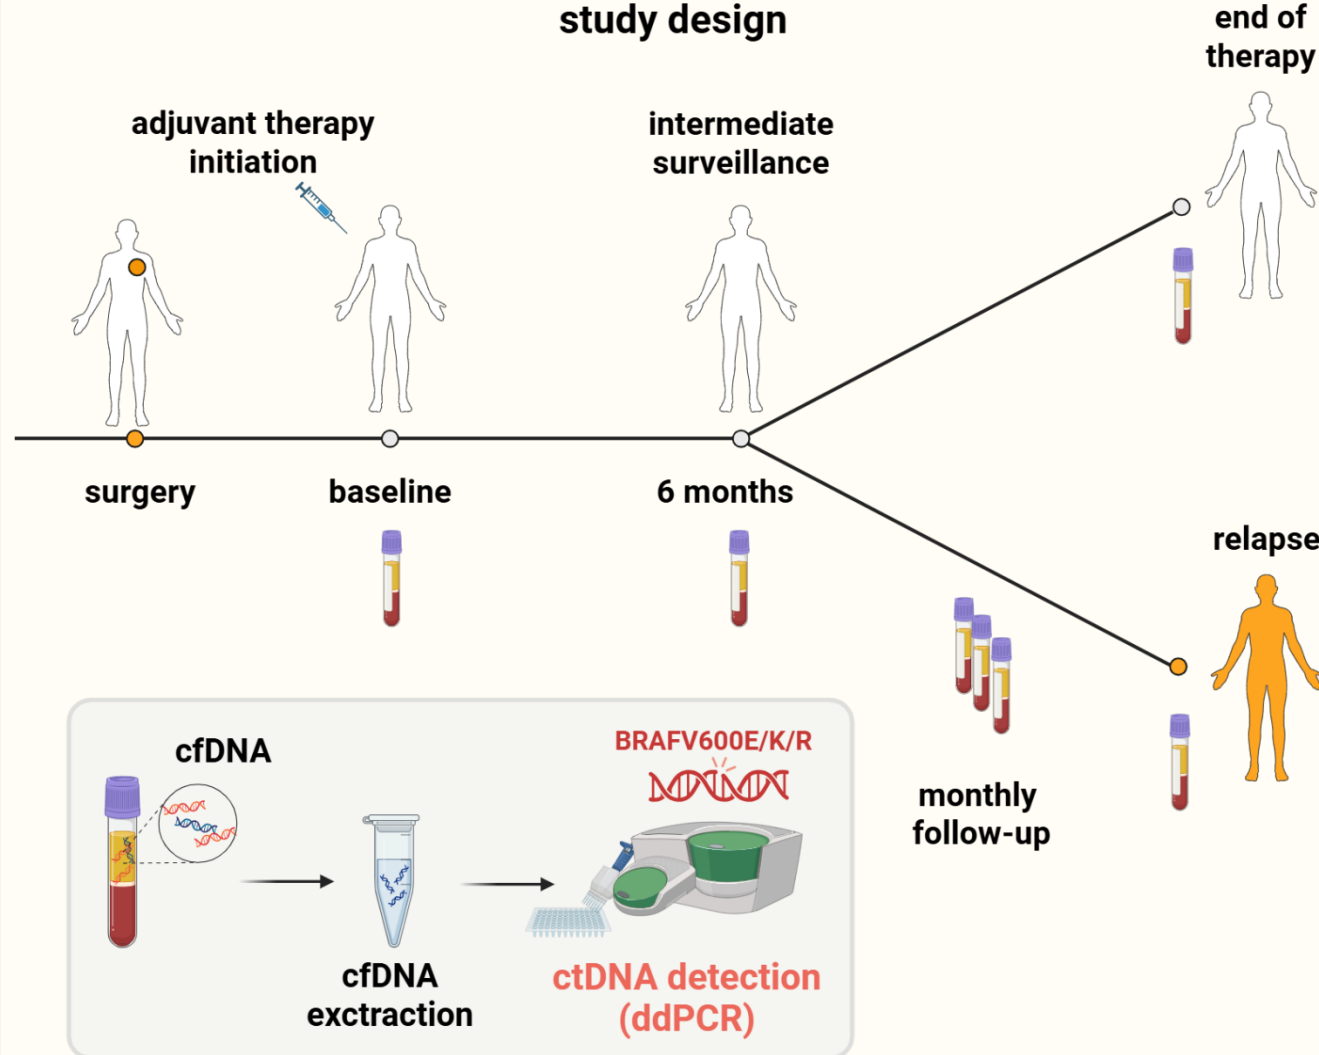 study design
end of
therapy
adjuvant therapy
initiation
intermediate
surveillance
surgery
baseline
6 months
relapse
monthly
follow-up
cfDNA
cfDNA
exctraction
BRAFV600E/K/R
ctDNA detection
(ddPCR)